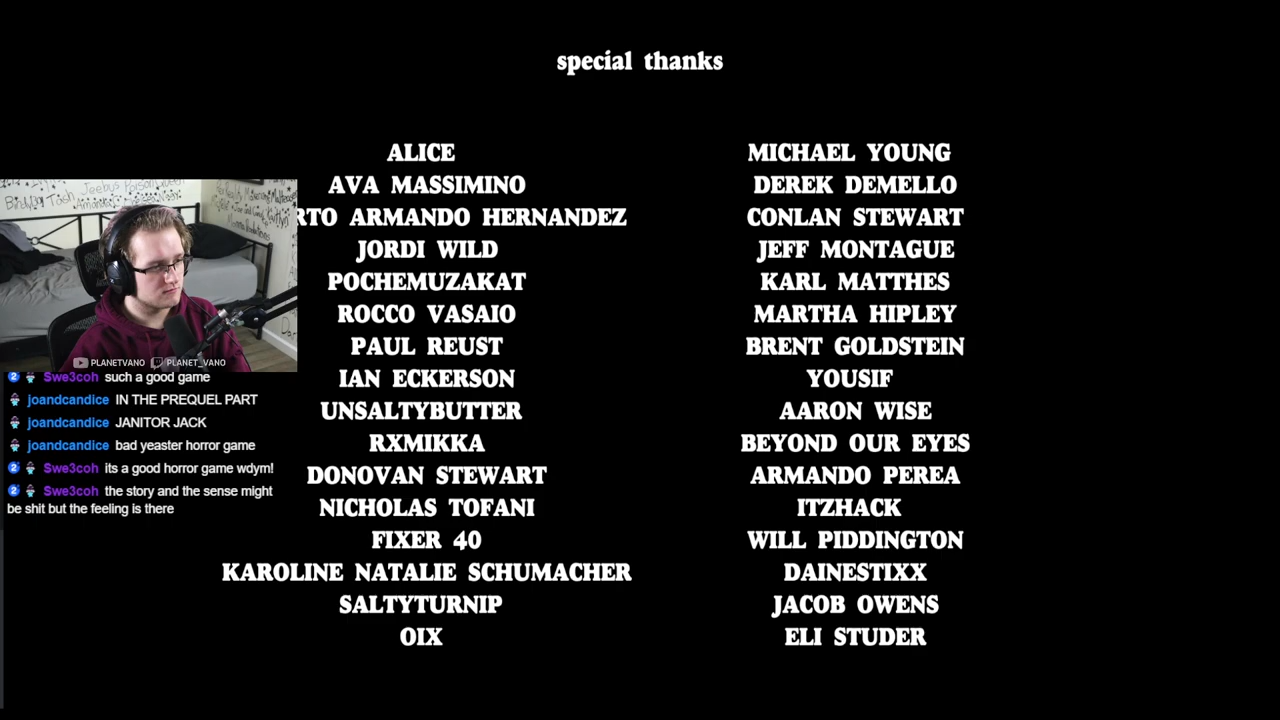 special thanks
ALICE
AVA MASSIMINO
ARMANDO HERNANDEZ
JORDI WILD
POCHEMUZAKAT
ROCCO VASAIO
PAUL REUST
IAN ECKERSON
UNSALTYBUTTER
RXMIKKA
DONOVAN STEWART
NICHOLAS TOFANI
FIXER 40
KAROLINE NATALIE SCHUMACHER
SALTYTURNIP
OIX
MICHAEL YOUNG
DEREK DEMELLO
CONLAN STEWART
JEFF MONTAGUE
KARL MATTHES
MARTHA HIPLEY
BRENT GOLDSTEIN
YOUSIF
AARON WISE
BEYOND OUR EYES
ARMANDO PEREA
ITZHACK
WILL PIDDINGTON
DAINESTIXX
JACOB OWENS
ELI STUDER
Jeebus Poison
Tash
PLANETVANO PLANET_VANO
Swe3coh such a good game
joandcandice IN THE PREQUEL PART
joandcandice JANITOR JACK
joandcandice bad yeaster horror game
Swe3coh its a good horror game wdym!
Swe3coh the story and the sense might
be shit but the feeling is there